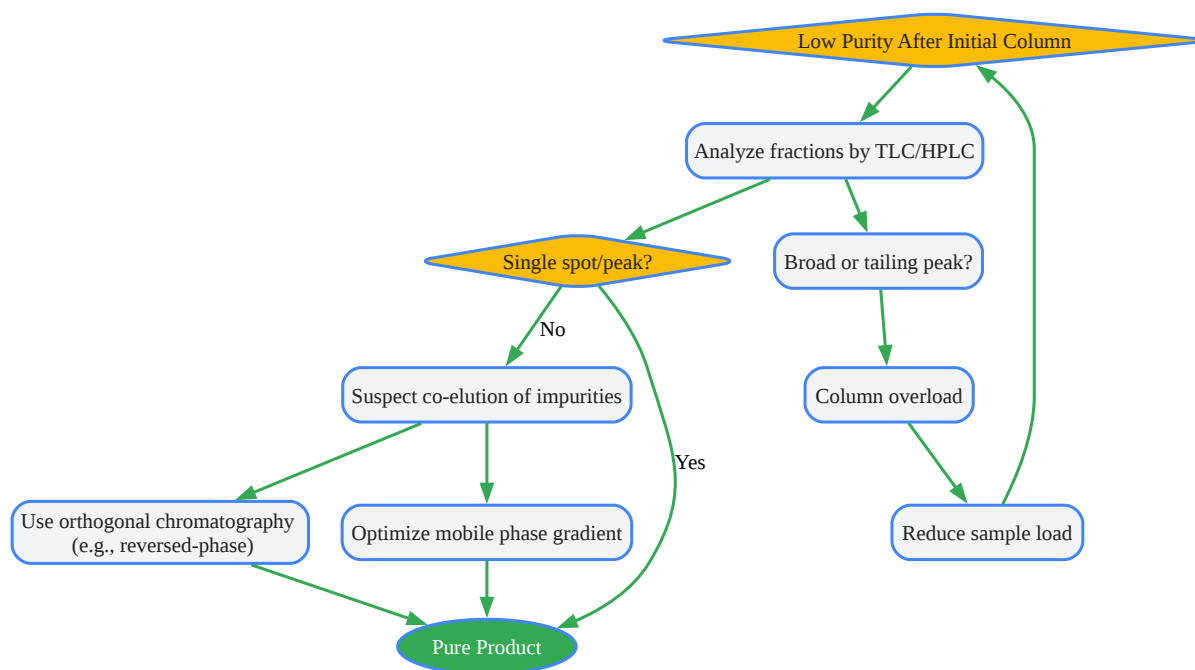 Low Purity After Initial Column
Analyze fractions by TLC/HPLC
Single spot/peak?
Broad or tailing peak?
No
Suspect co-elution of impurities
Column overload
Yes
Use orthogonal chromatography
(e.g., reversed-phase)
Optimize mobile phase gradient
Reduce sample load
Pure Product